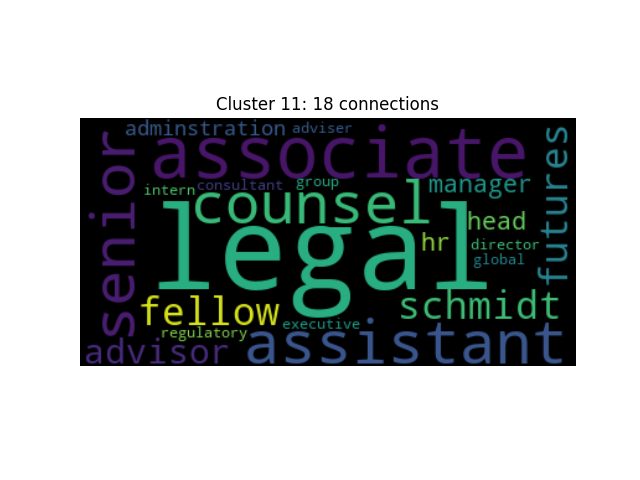 Cluster 11: 18 connections
adminstration adviser
senior
associate
futures
intern consultant group manager
counsel
head
legal
hr
director
global
fellow
schmidt
regulatory executive
advisor
assistant